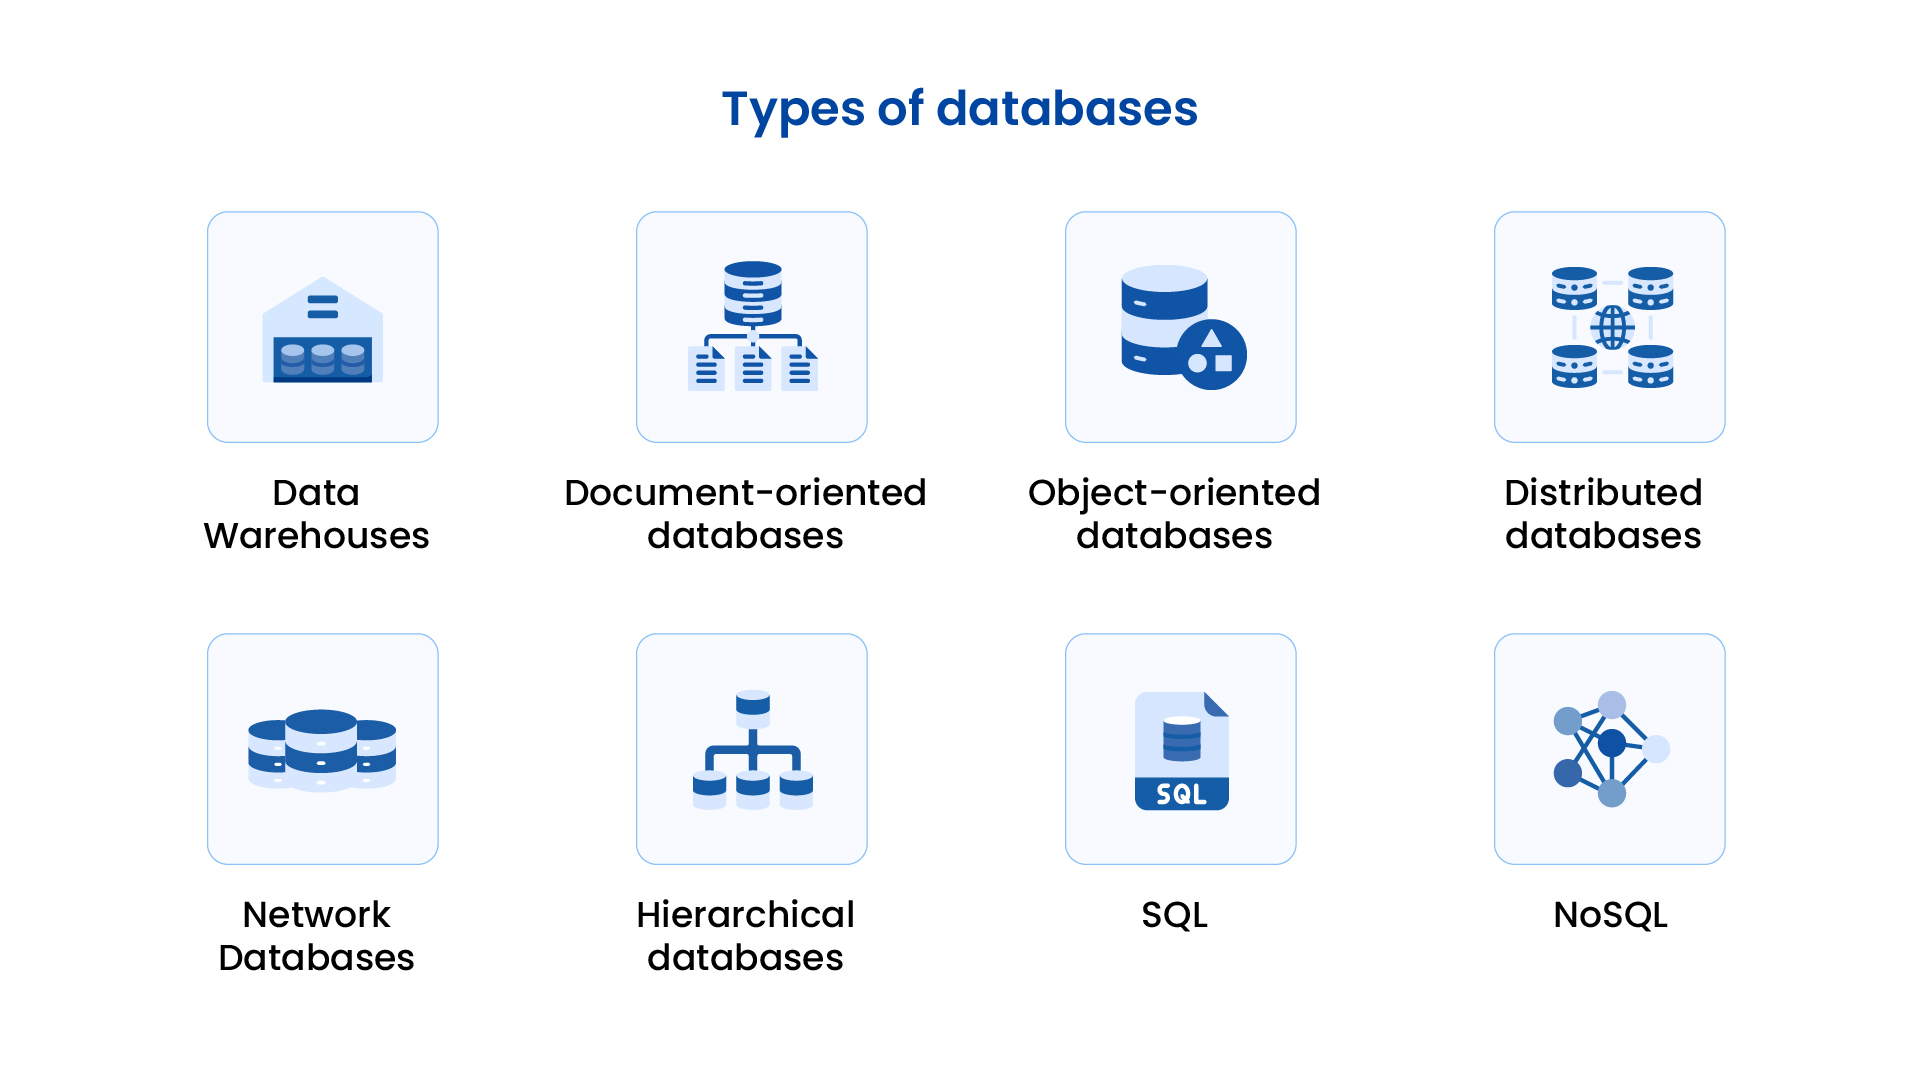 Types of databases
Data
Warehouses
Document-oriented
databases
Object-oriented
databases
Distributed
databases
Network
Databases
Hierarchical
databases
SQL
SQL
NoSQL